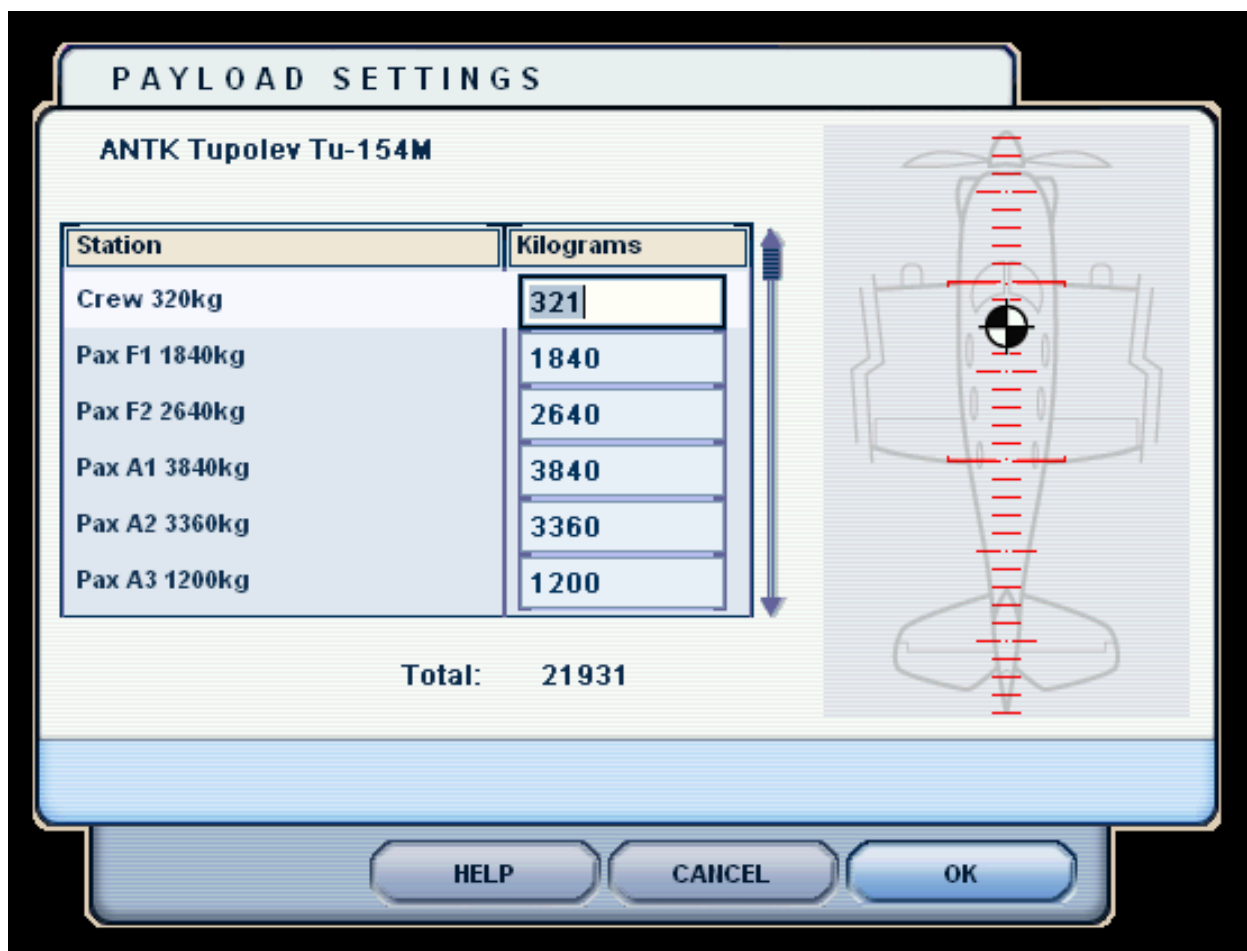 PAYLOAD SETTINGS
ANTK Tupolev Tu-154M
Station Kilograms
Crew 320kg 321
Pax F1 1840kg 1840
Pax F2 2640kg 2640
Pax A1 3840kg 3840
Pax A2 3360kg 3360
Pax A3 1200kg 1200
Total: 21931
HELP CANCEL OK